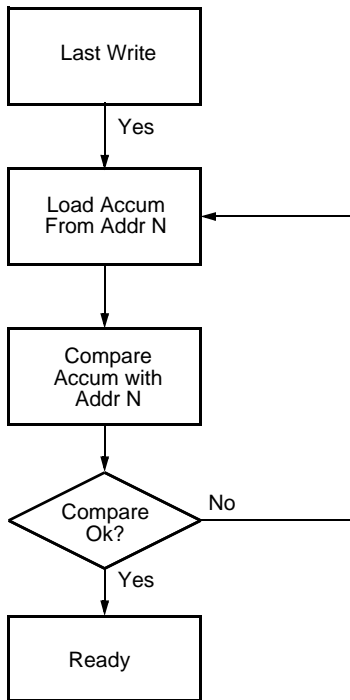 Last Write
Yes
Load Accum
From Addr N
Compare
Accum with
Addr N
Compare
Ok?
No
Yes
Ready